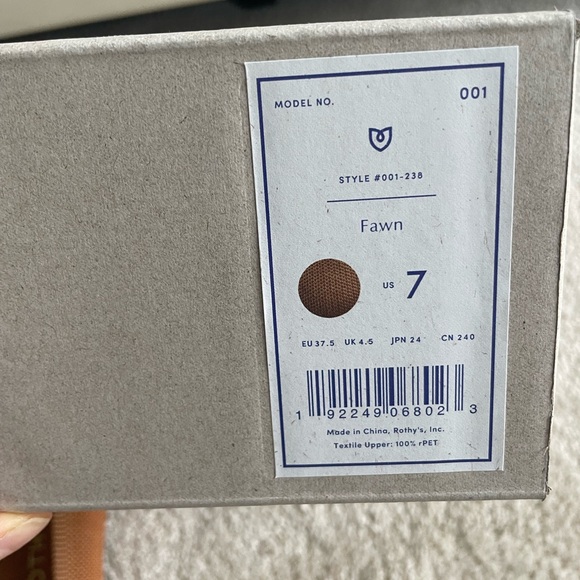 MODEL NO. 001
STYLE #001-238
Fawn
US 7
EU 37.5 UK 4.5 JPN 24 CN 240
1 92249 06802 3
Made in China, Rothy's, Inc.
Textile Upper: 100% rPET